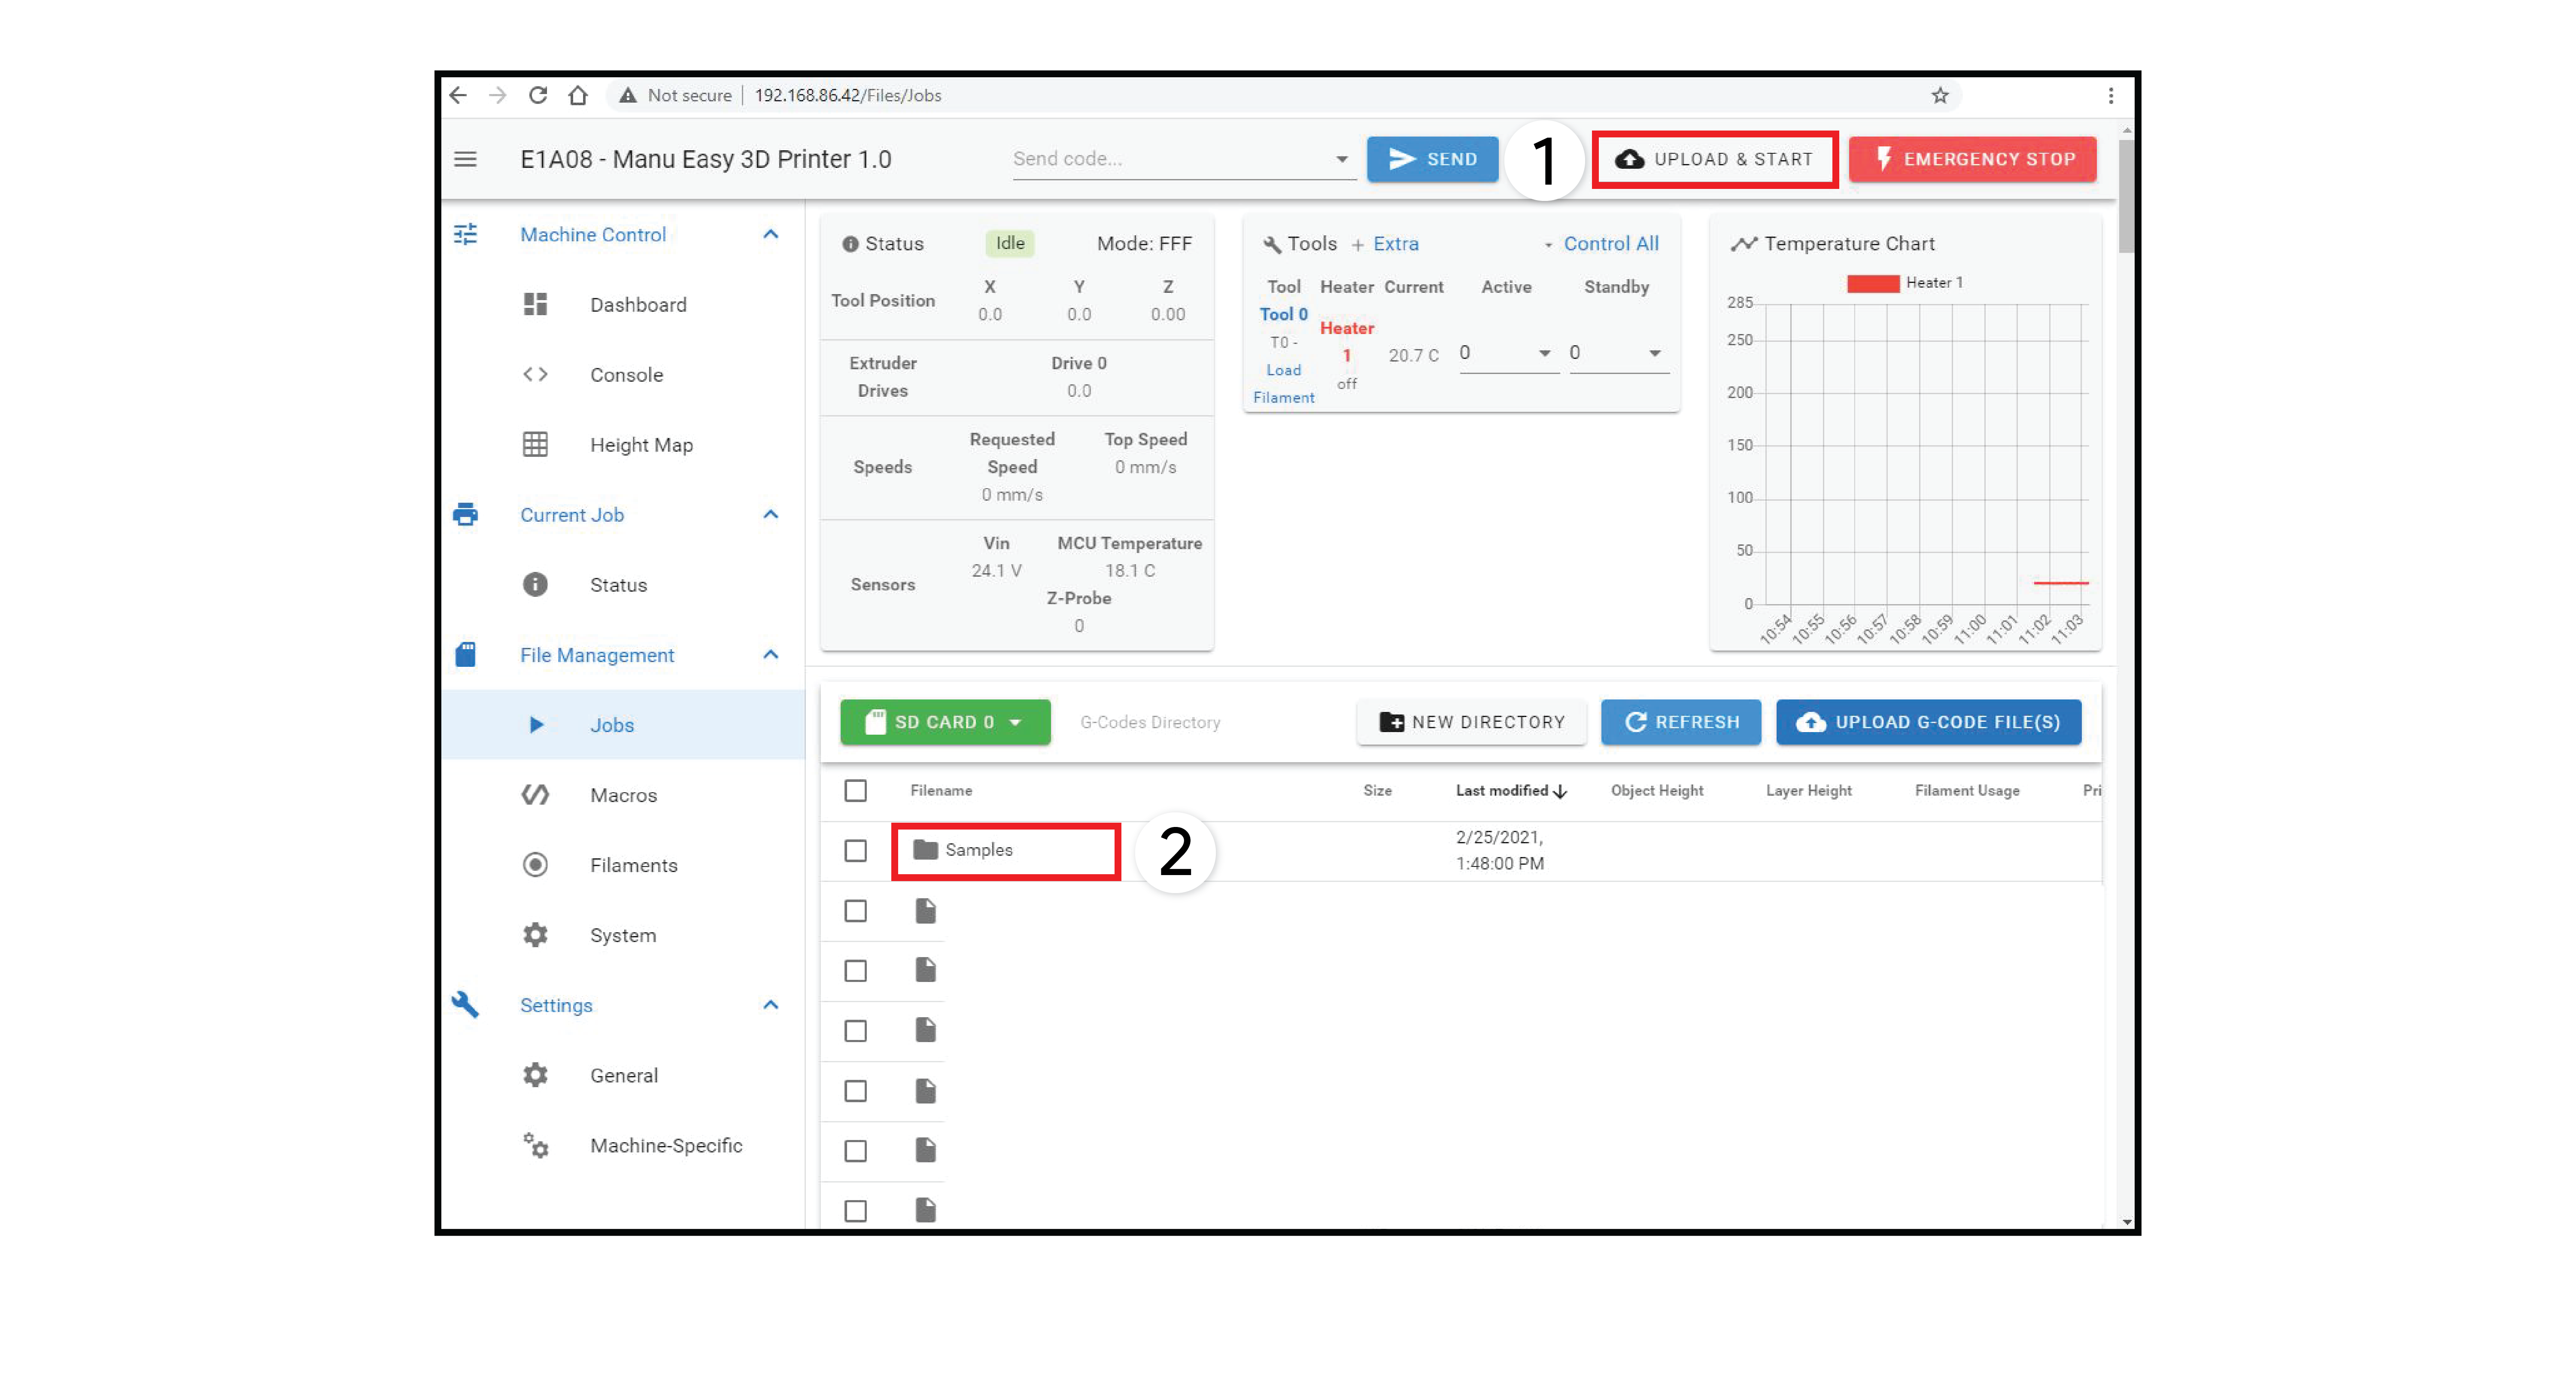 Not secure | 192.168.86.42/Files/Jobs
E1A08 - Manu Easy 3D Printer 1.0
Send code...
SEND
1
UPLOAD & START
EMERGENCY STOP
Machine Control
Dashboard
Console
Height Map
Current Job
Status
File Management
Jobs
Macros
Filaments
System
Settings
General
Machine-Specific
Status Idle Mode: FFF
X Y Z
Tool Position
0.0 0.0 0.00
Extruder Drive 0
Drives 0.0
Requested Top Speed
Speeds Speed 0 mm/s
0 mm/s
Vin MCU Temperature
24.1 V 18.1 C
Sensors
Z-Probe
0
Tools + Extra Control All
Tool Heater Current Active Standby
Tool 0
Heater
T0 -
1 20.7 C 0 0
Load
off
Filament
Temperature Chart
Heater 1
285
250
200
150
100
50
0
10:54 10:55 10:56 10:57 10:58 10:59 11:00 11:01 11:02 11:03
SD CARD 0 G-Codes Directory NEW DIRECTORY REFRESH UPLOAD G-CODE FILE(S)
Filename Size Last modified Object Height Layer Height Filament Usage Pri
Samples 2
2/25/2021,
1:48:00 PM